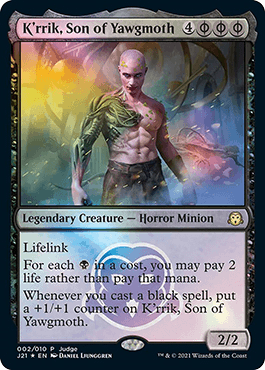 K'rrik, Son of Yawgmoth 4
Legendary Creature — Horror Minion
Lifelink
For each in a cost, you may pay 2
life rather than pay that mana.
Whenever you cast a black spell, put
a +1/+1 counter on K'rrik, Son of
Yawgmoth.
2/2
002/010 P Judge
J21 ★ EN Daniel Ljunggren
™ & © 2021 Wizards of the Coast